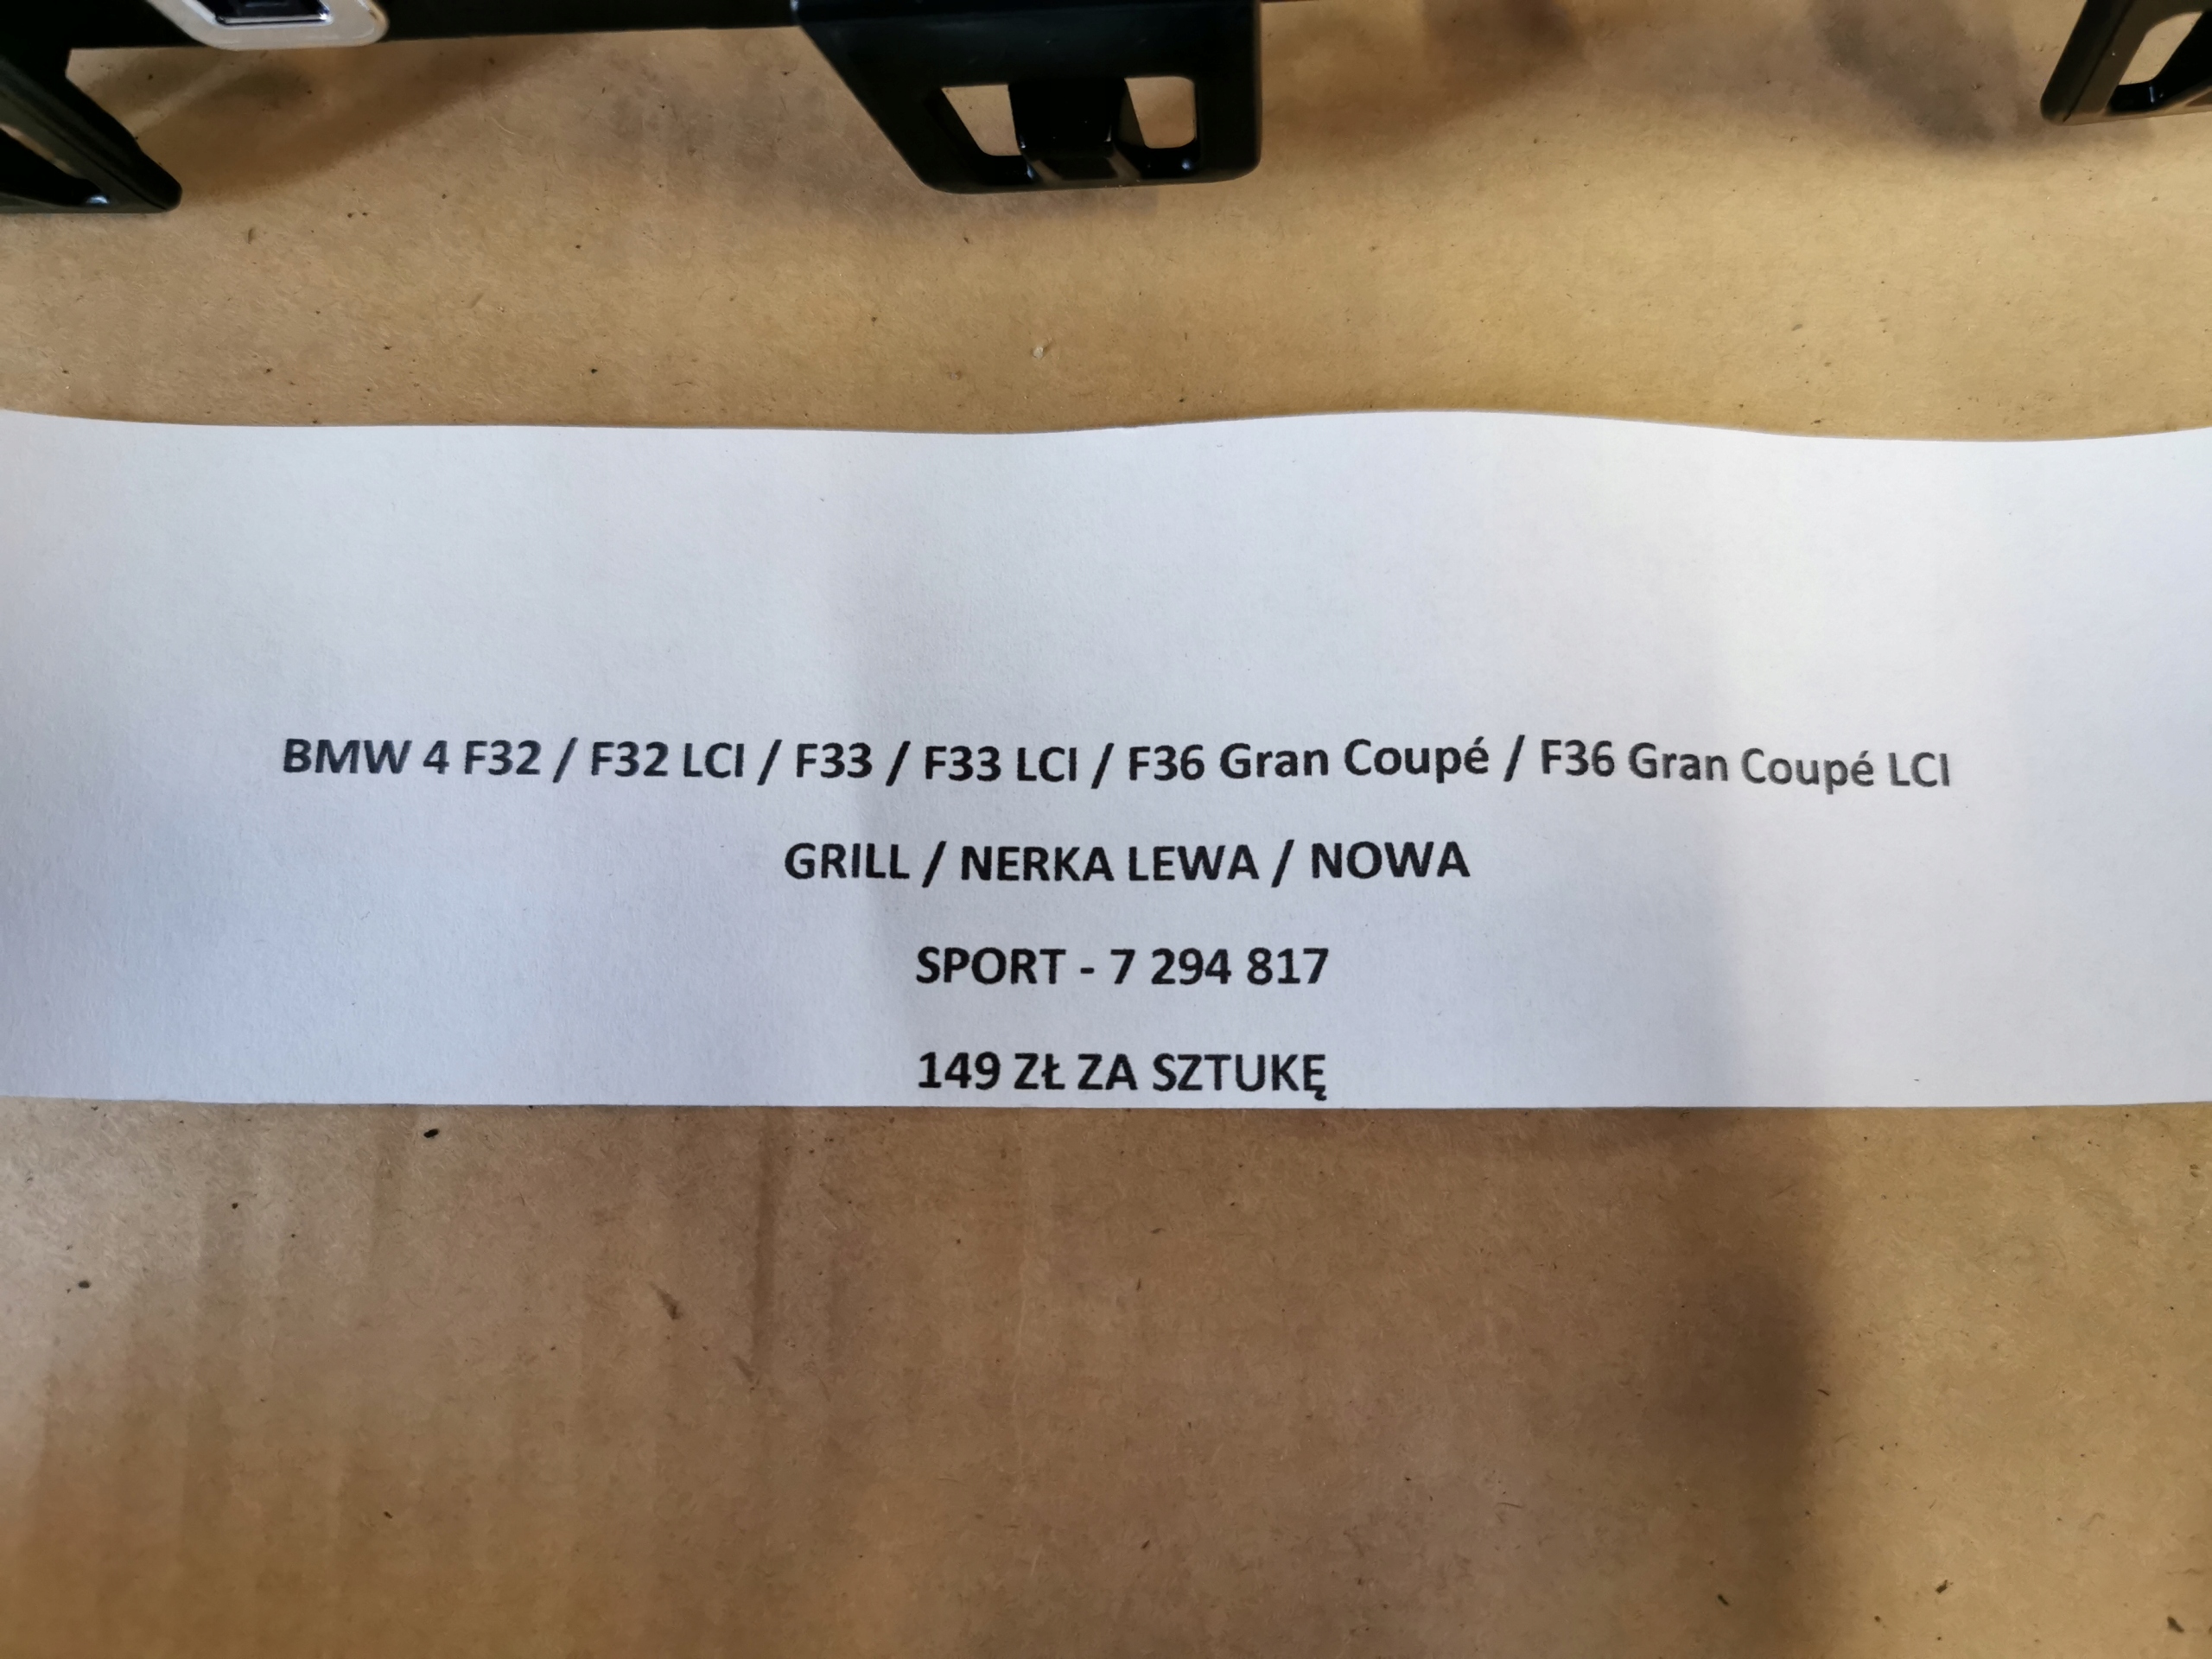 BMW 4 F32 / F32 LCI / F33 / F33 LCI / F36 Gran Coupé / F36 Gran Coupé LCI
GRILL / NERKA LEWA / NOWA
SPORT - 7 294 817
149 ZŁ ZA SZTUKĘ